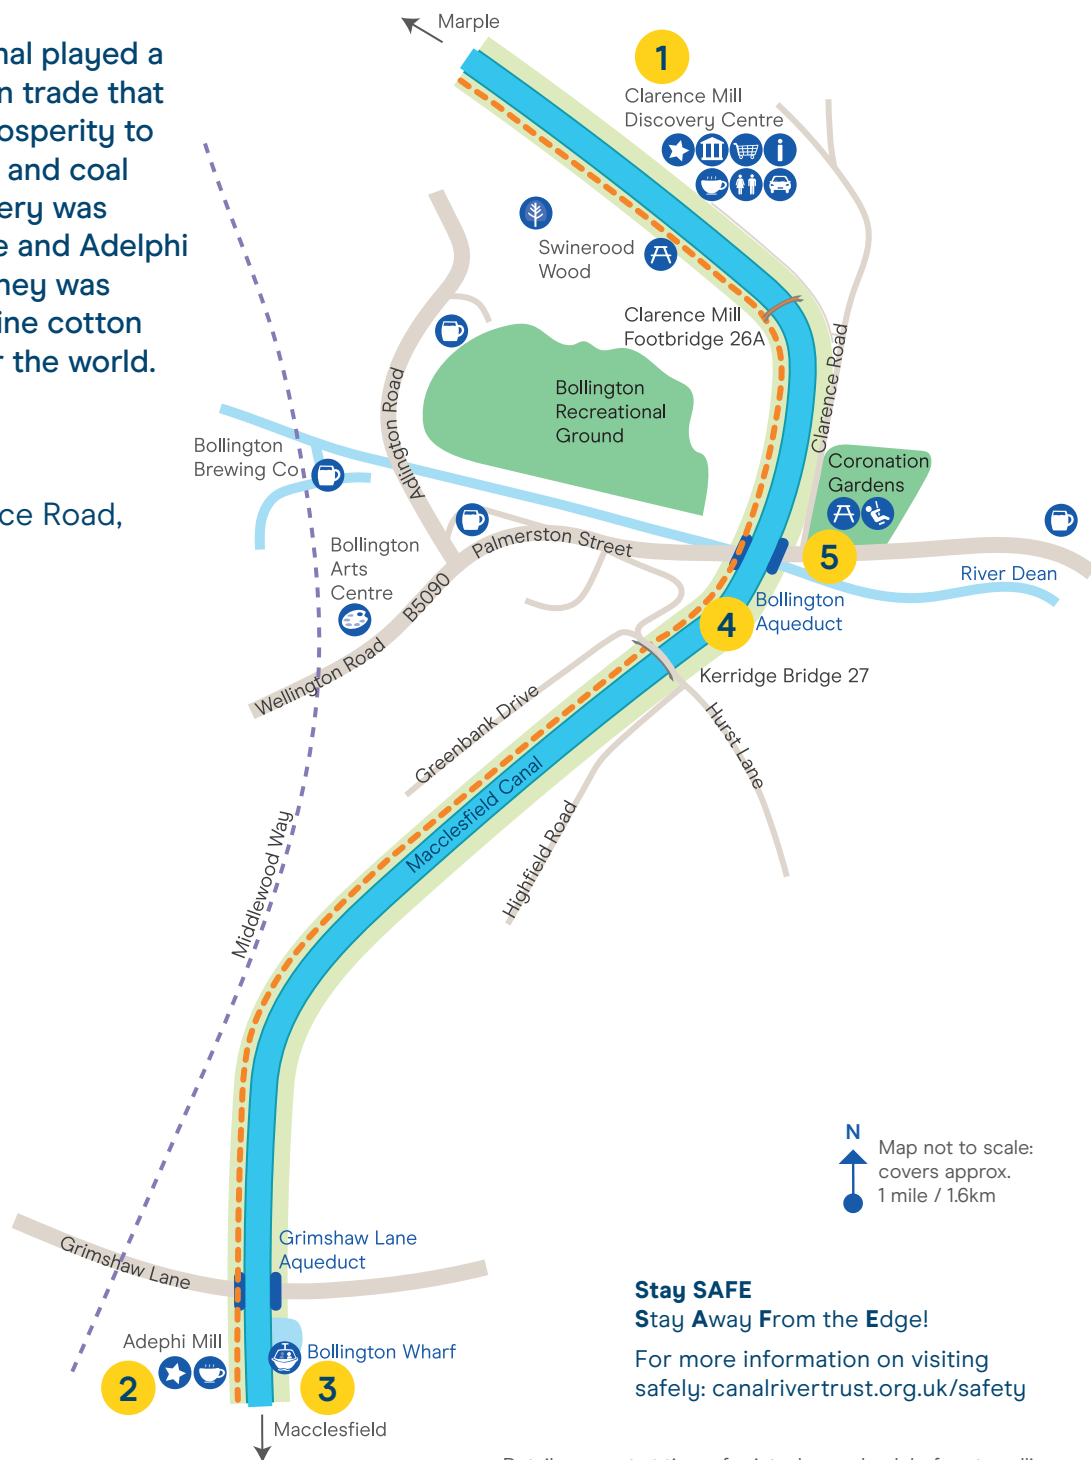 Marple
nal played a
n trade that
osperity to
and coal
ery was
e and Adelphi
ney was
ine cotton
r the world.
1
Clarence Mill
Discovery Centre
Swinerood
Wood
Clarence Mill
Footbridge 26A
Bollington
Recreational
Ground
Adlington Road
Clarence Road
Bollington
Brewing Co
Coronation
Gardens
ce Road,
Bollington
Arts
Centre
Palmerston Street
5
River Dean
B5090
Wellington Road
4
Bollington
Aqueduct
Kerridge Bridge 27
Greenbank Drive
Hurst Lane
Macclesfield Canal
Highfield Road
Middlewood Way
N
Map not to scale:
covers approx.
1 mile / 1.6km
Grimshaw Lane
Grimshaw Lane
Aqueduct
Adephi Mill
2
Bollington Wharf
3
Macclesfield
Stay SAFE
Stay Away From the Edge!
For more information on visiting
safely: canalrivertrust.org.uk/safety